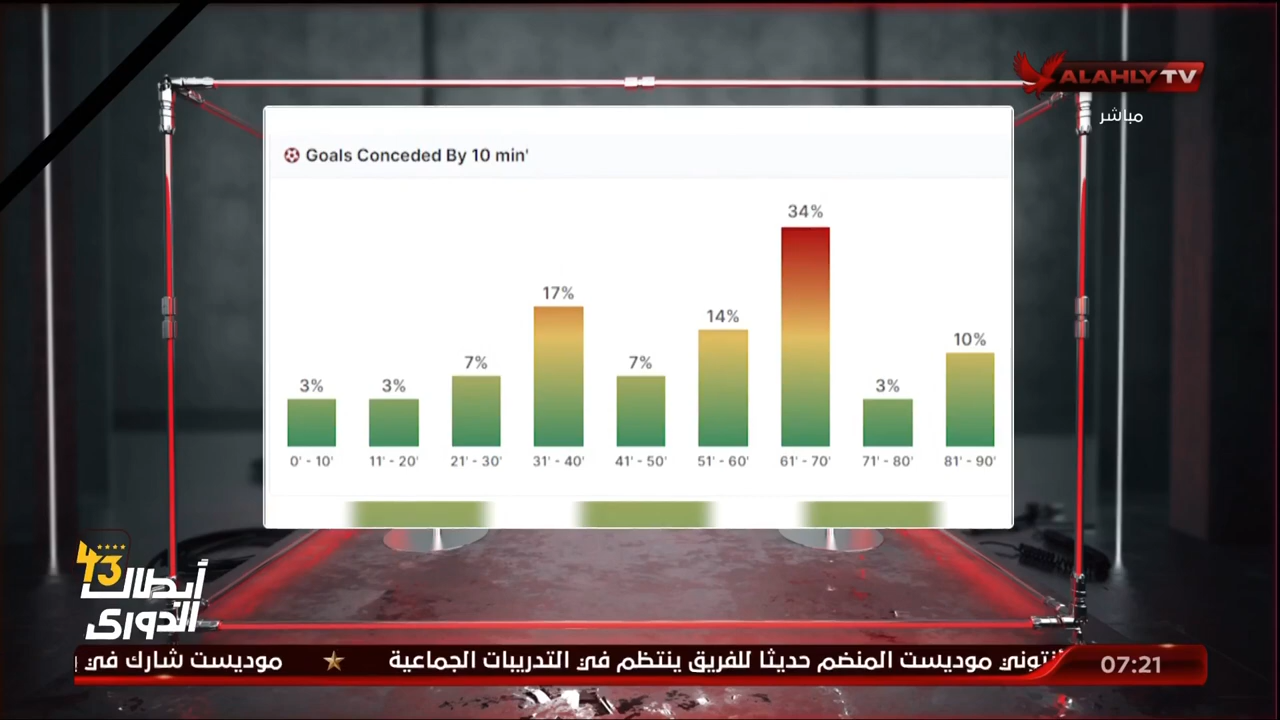 ALAHLY TV
مباشر
Goals Conceded By 10 min'
34%
17%
14%
10%
7%
7%
3%
3%
3%
0' - 10'
11' - 20'
21' - 30'
31' - 40'
41' - 50'
51' - 60'
61' - 70'
71' - 80'
81' - 90'
43
أبطال
الدورى
موديست المنضم حديثا للفريق ينتظم في التدريبات الجماعية ★ موديست شارك في
07:21